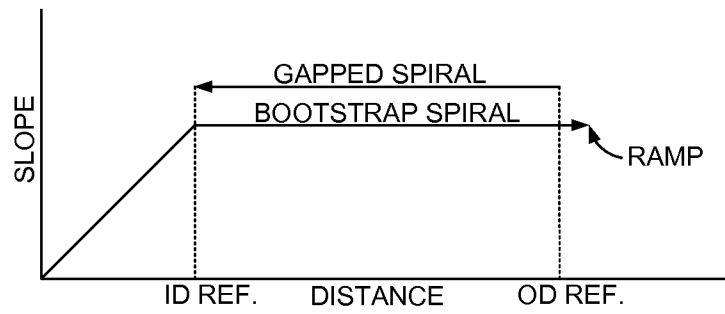 GAPPED SPIRAL
BOOTSTRAP SPIRAL
SLOPE
RAMP
ID REF.
DISTANCE
OD REF.